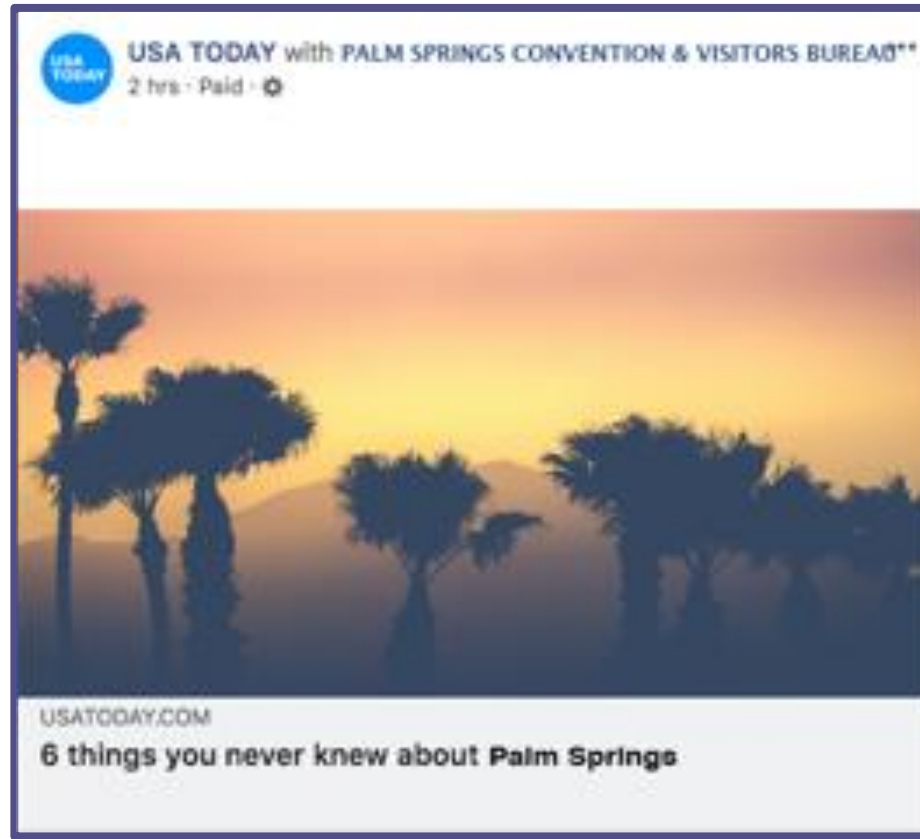 USA TODAY
USA TODAY with PALM SPRINGS CONVENTION & VISITORS BUREAU
2 hrs · Paid ·
USATODAY.COM
6 things you never knew about Palm Springs